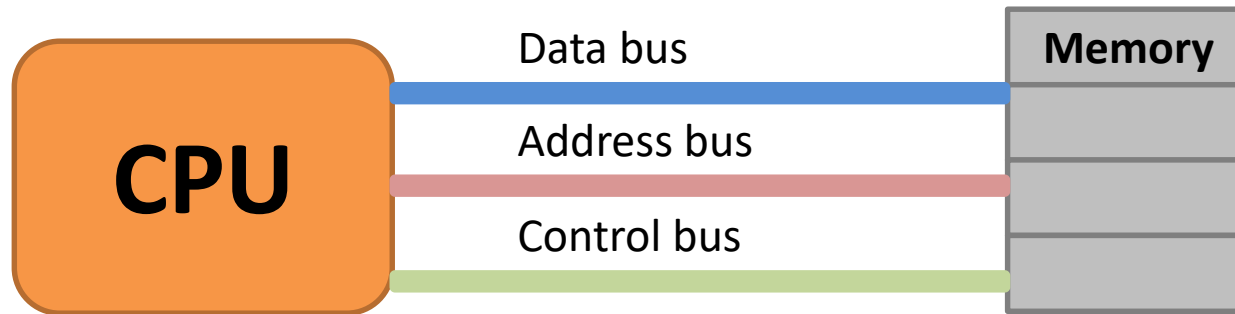 Data bus
Memory
Address bus
CPU
Control bus